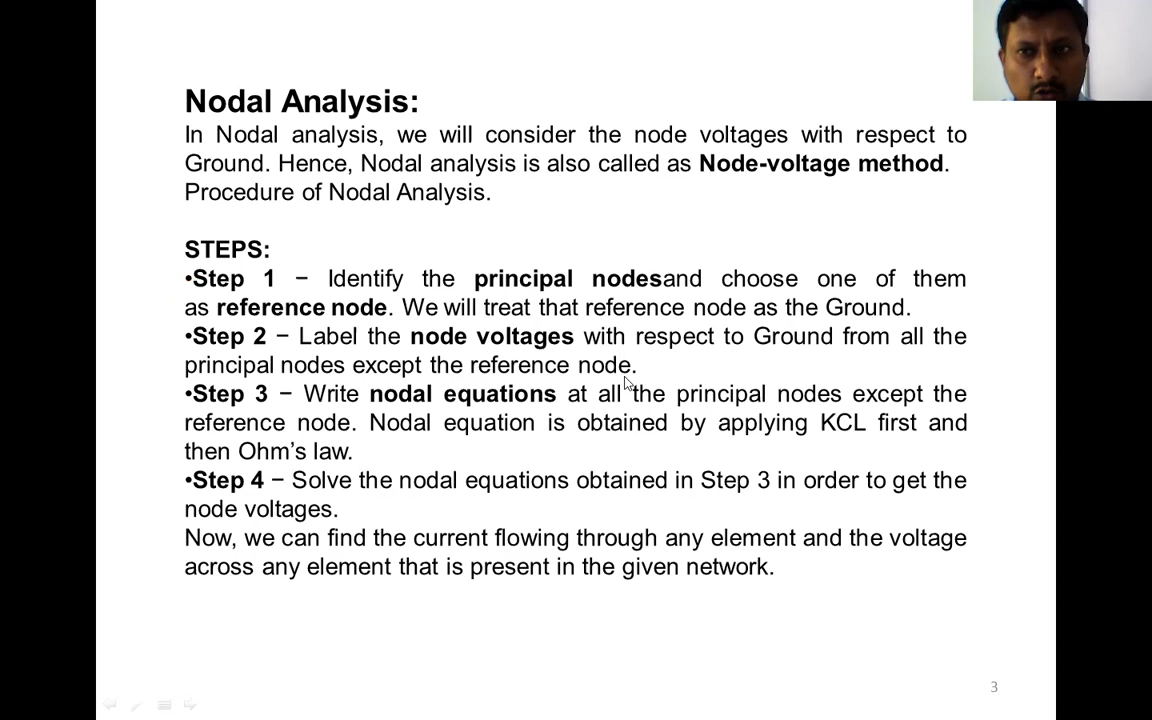 Nodal Analysis:
In Nodal analysis, we will consider the node voltages with respect to
Ground. Hence, Nodal analysis is also called as Node-voltage method.
Procedure of Nodal Analysis.
STEPS:
•Step 1 − Identify the principal nodesand choose one of them
as reference node. We will treat that reference node as the Ground.
•Step 2 − Label the node voltages with respect to Ground from all the
principal nodes except the reference node.
•Step 3 − Write nodal equations at all the principal nodes except the
reference node. Nodal equation is obtained by applying KCL first and
then Ohm’s law.
•Step 4 − Solve the nodal equations obtained in Step 3 in order to get the
node voltages.
Now, we can find the current flowing through any element and the voltage
across any element that is present in the given network.
3